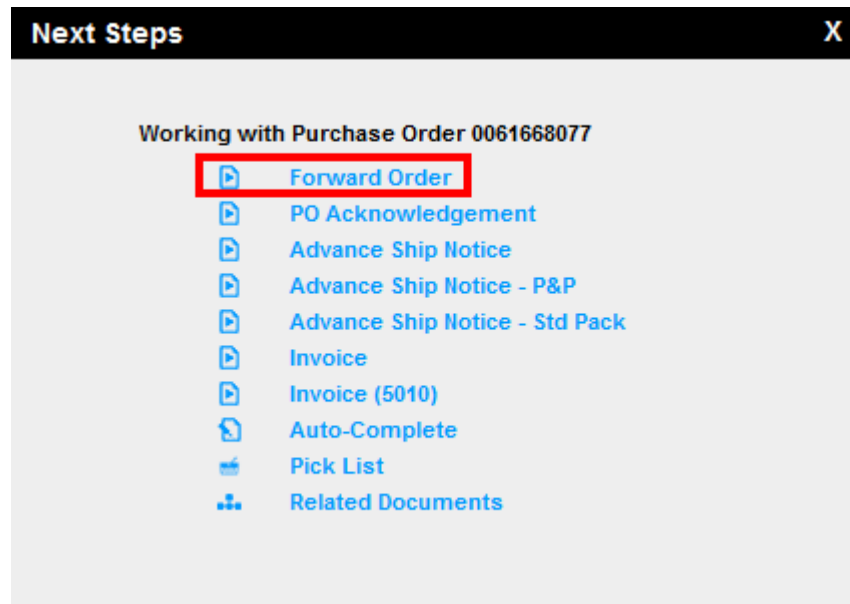 Next Steps X
Working with Purchase Order 0061668077
Forward Order
PO Acknowledgement
Advance Ship Notice
Advance Ship Notice - P&P
Advance Ship Notice - Std Pack
Invoice
Invoice (5010)
Auto-Complete
Pick List
Related Documents